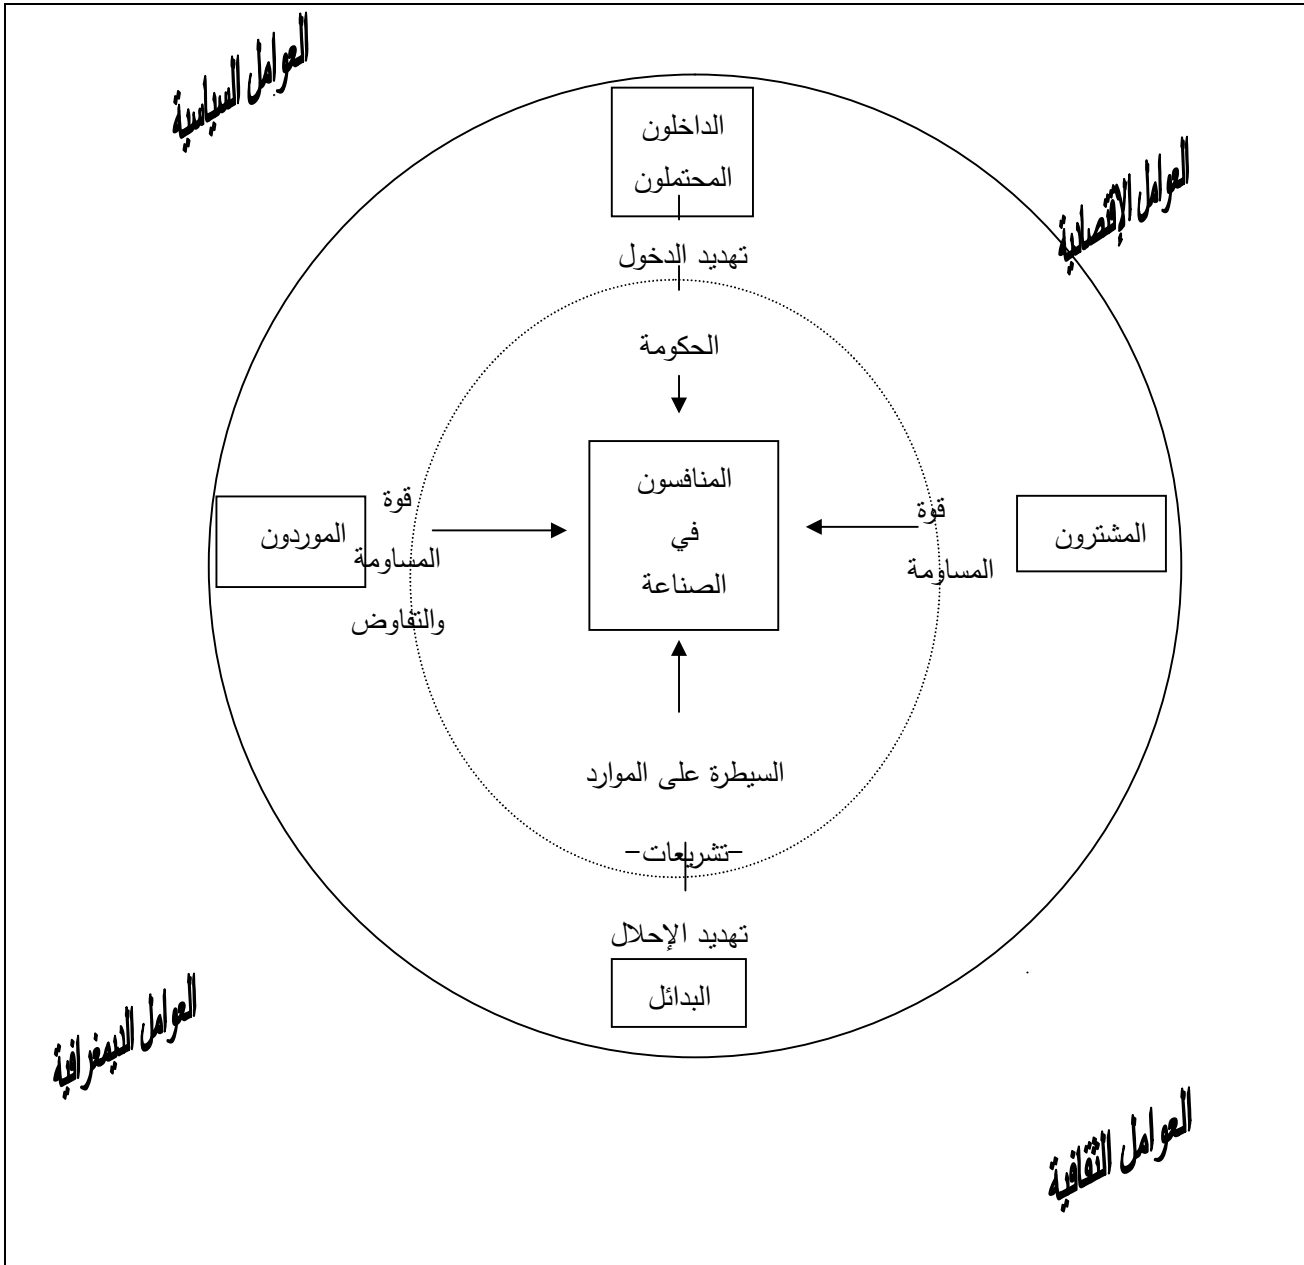 العوامل السياسية
العوامل الإقتصادية
الداخلون
المحتملون
تهديد الدخول
الحكومة
المنافسون
في
الصناعة
المشترون
قوة
المساومة
قوة
المساومة
والتفاوض
الموردون
السيطرة على الموارد
-تشريعات-
تهديد الإحلال
البدائل
العوامل الديمغرافية
العوامل الثقافية